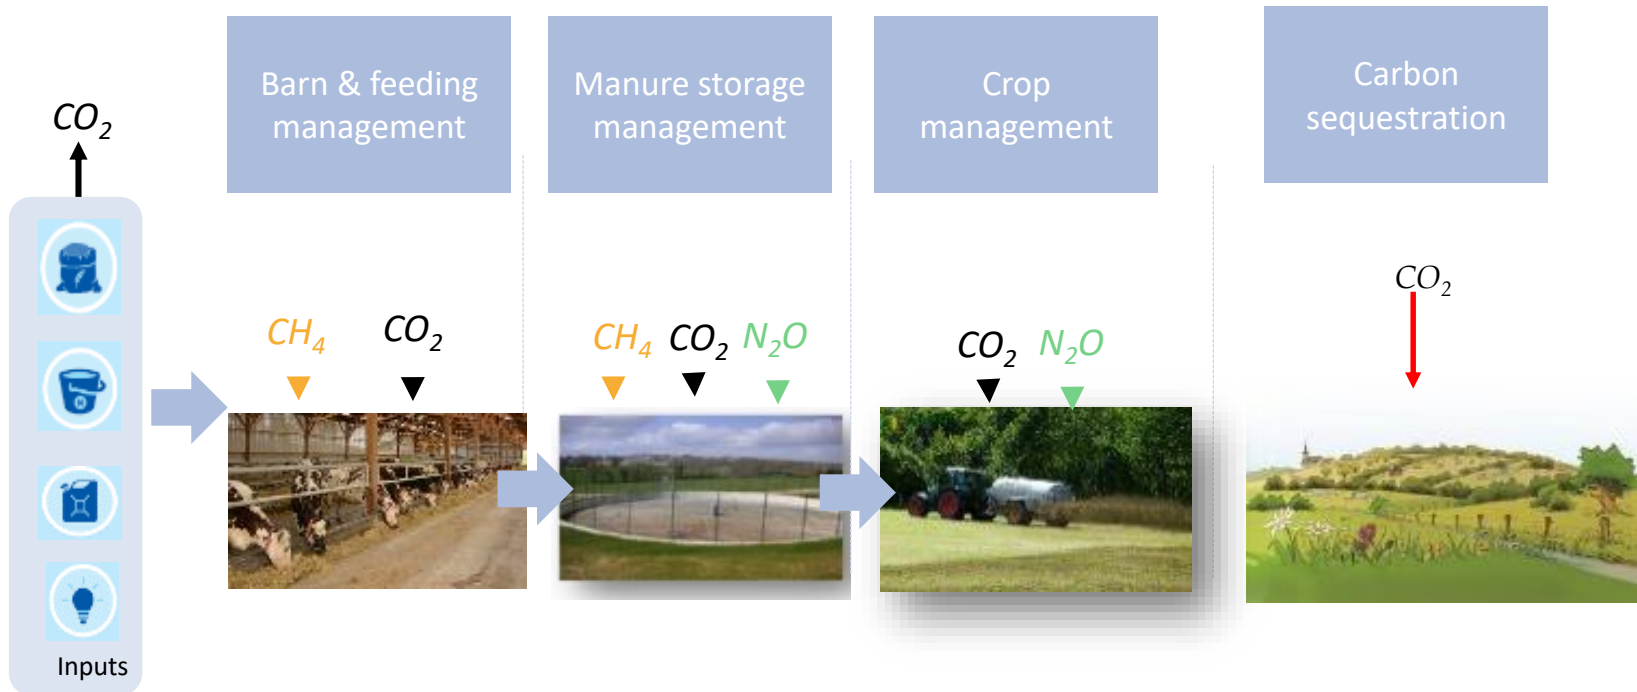 Barn & feeding
management
Manure storage
management
Crop
management
Carbon
sequestration
CO₂
CH₄
CO₂
CH₄
CO₂
N₂O
CO₂
N₂O
CO₂
Inputs